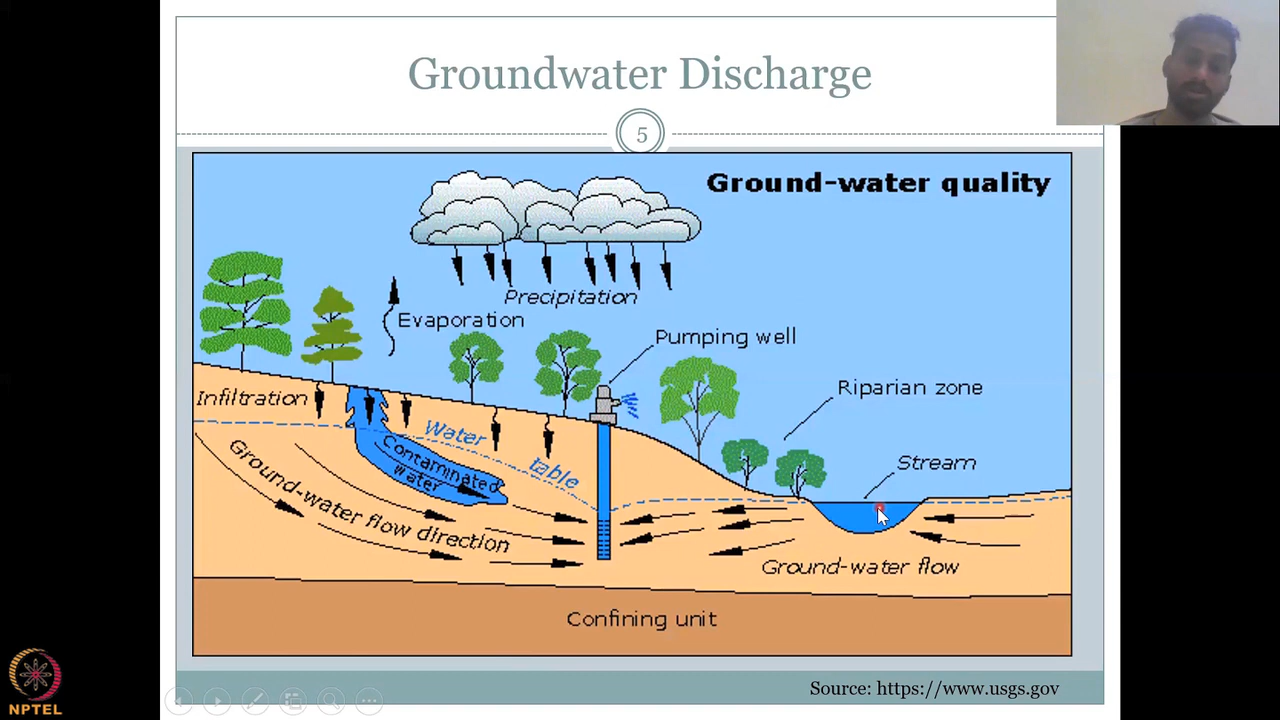 Groundwater Discharge
5
Ground-water quality
Precipitation
Evaporation
Pumping well
Riparian zone
Infiltration
Water table
Contaminated
water
Stream
Ground-water flow direction
Ground-water flow
Confining unit
Source: https://www.usgs.gov
NPTEL